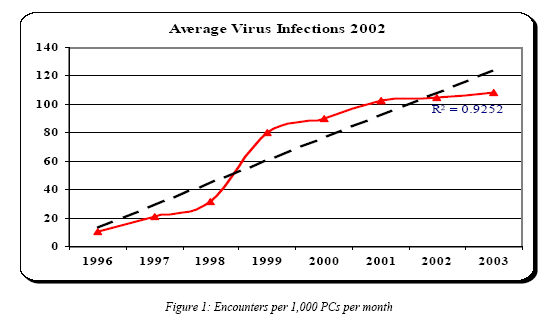 Average Virus Infections 2002
140
120
100
80
60
40
20
0
R² = 0.9252
1996 1997 1998 1999 2000 2001 2002 2003
Figure 1: Encounters per 1,000 PCs per month